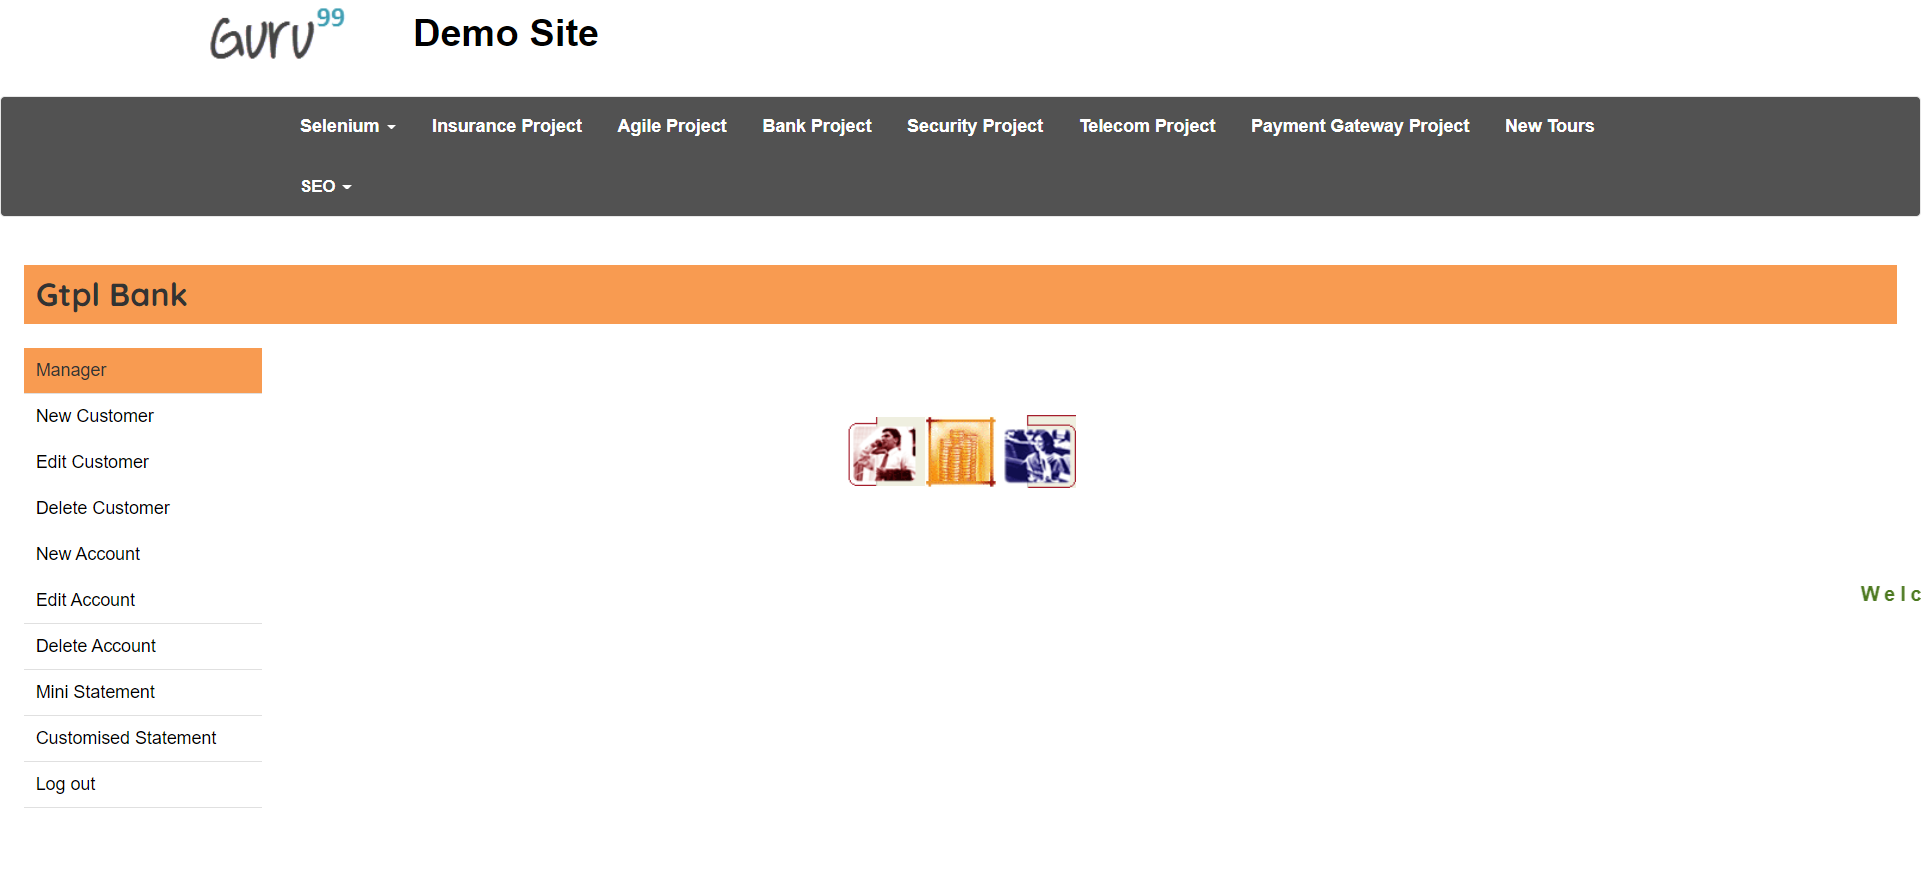 Guru99 Demo Site
Selenium Insurance Project Agile Project Bank Project Security Project Telecom Project Payment Gateway Project New Tours
SEO
Gtpl Bank
Manager
New Customer
Edit Customer
Delete Customer
New Account
Edit Account
Welc
Delete Account
Mini Statement
Customised Statement
Log out